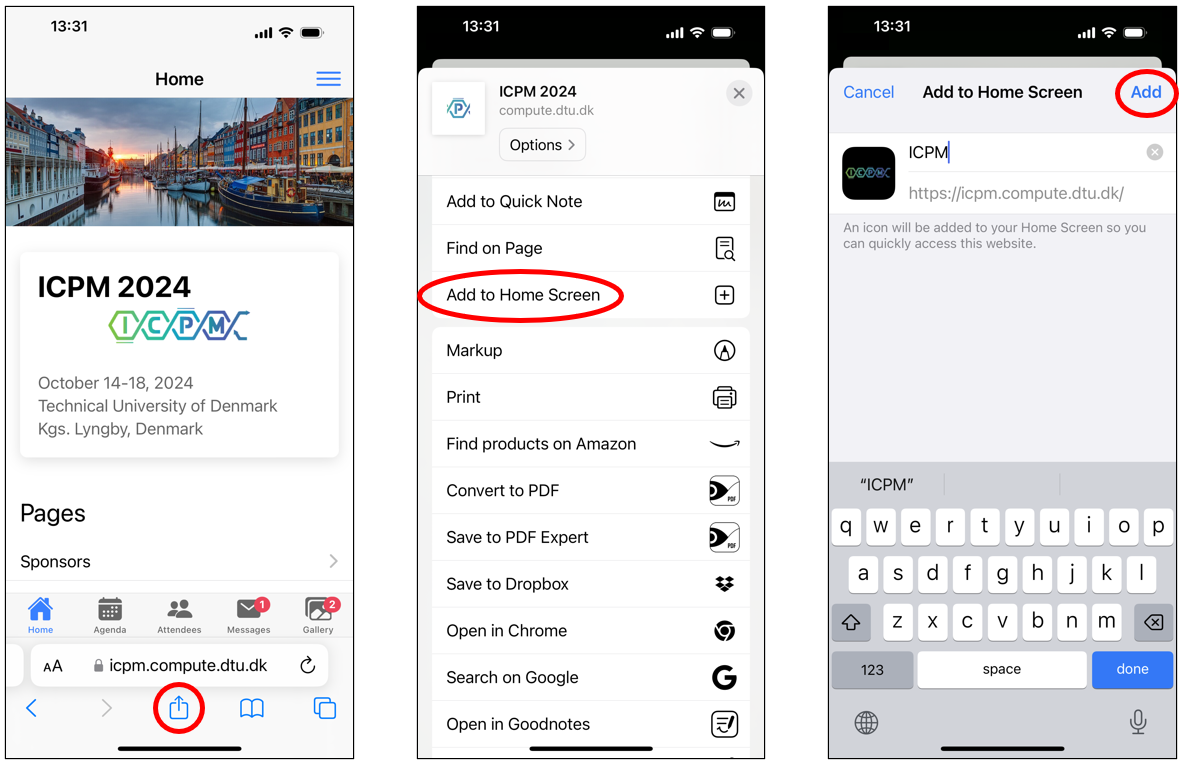 13:31
Home
ICPM 2024
ICPM
October 14-18, 2024
Technical University of Denmark
Kgs. Lyngby, Denmark
Pages
Sponsors
1
2
Home Agenda Attendees Messages Gallery
AA icpm.compute.dtu.dk
13:31
P
ICPM 2024
compute.dtu.dk
Options
Add to Quick Note
Find on Page
Add to Home Screen
Markup
Print
Find products on Amazon
Convert to PDF
PDF
Save to PDF Expert
PDF
Save to Dropbox
Open in Chrome
Search on Google
G
Open in Goodnotes
13:31
Cancel Add to Home Screen Add
ICPM
ICPM
https://icpm.compute.dtu.dk/
An icon will be added to your Home Screen so you
can quickly access this website.
“ICPM”
q w e r t y u i o p
a s d f g h j k l
z x c v b n m
123 space done